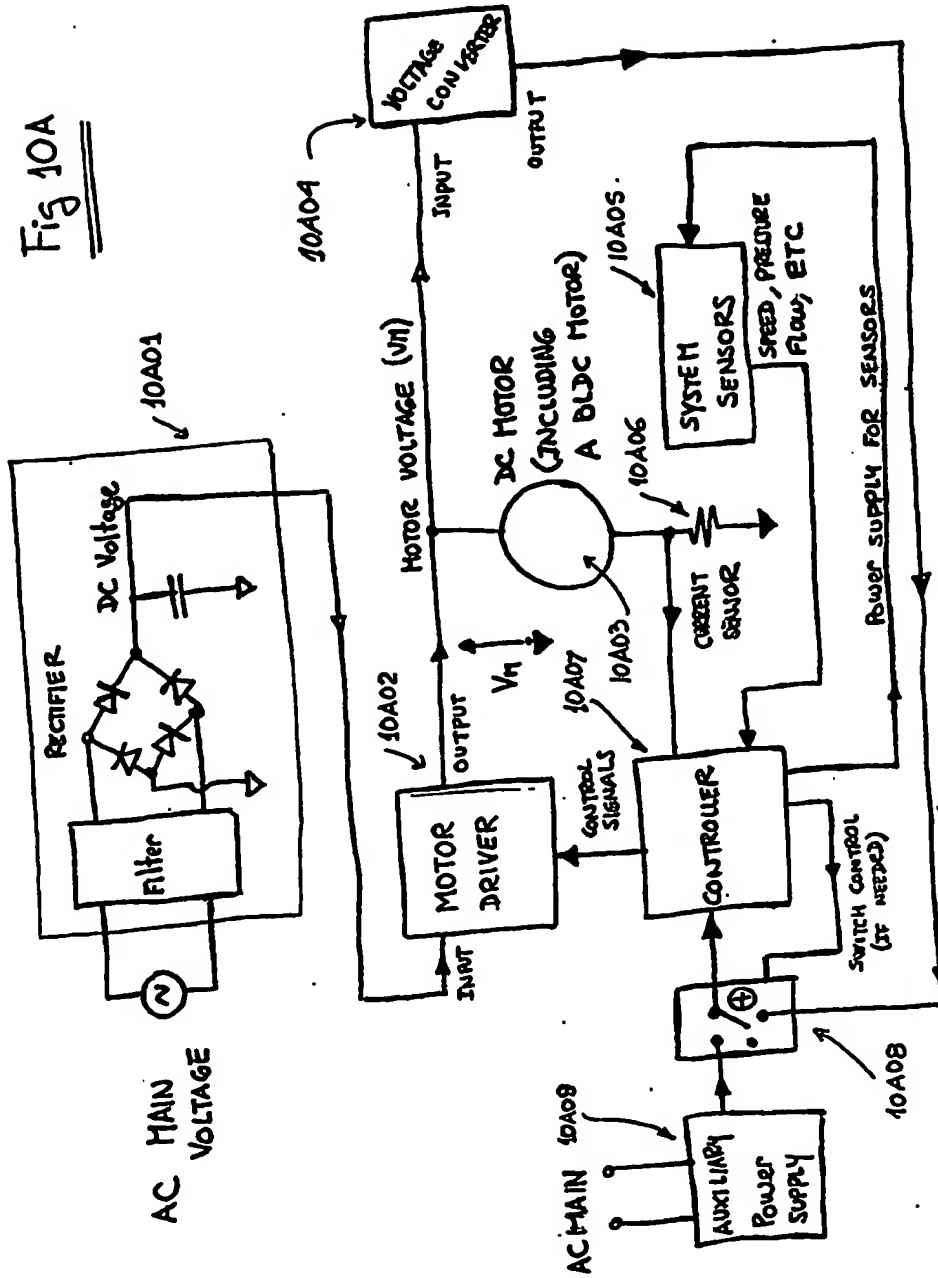 Fig 10A
10A01
RECTIFIER
DC Voltage
Filter
AC MAIN
VOLTAGE
10A04
VOLTAGE
CONVERTER
INPUT
OUTPUT
MOTOR VOLTAGE (VM)
10A02
MOTOR
DRIVER
INPUT
OUTPUT
VM
DC MOTOR
(INCLUDING
A BLDC MOTOR)
10A03
10A05.
SYSTEM
SENSORS
SPEED, PRESSURE
FLOW, ETC
10A06
CURRENT
SENSOR
10A07
CONTROL
SIGNALS
CONTROLLER
POWER SUPPLY FOR SENSORS
SWITCH CONTROL
(IF NEEDED)
10A08
AC MAIN
10A09
AUXILIARY
Power
SUPPLY